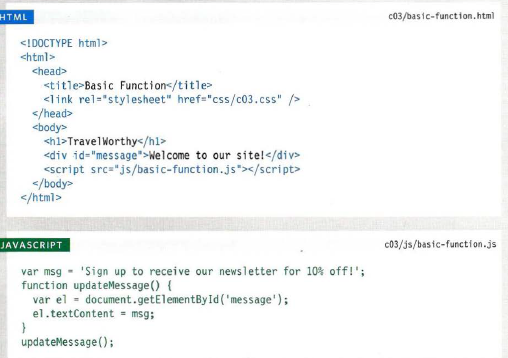 HTML
c03/basic-function.html
<!DOCTYPE html>
<html>
<head>
<title>Basic Function</title>
<link rel="stylesheet" href="css/c03.css" />
</head>
<body>
<h1>TravelWorthy</h1>
<div id="message">Welcome to our site!</div>
<script src="js/basic-function.js"></script>
</body>
</html>
JAVASCRIPT
c03/js/basic-function.js
var msg = 'Sign up to receive our newsletter for 10% off!';
function updateMessage() {
var el = document.getElementById('message');
el.textContent = msg;
}
updateMessage();